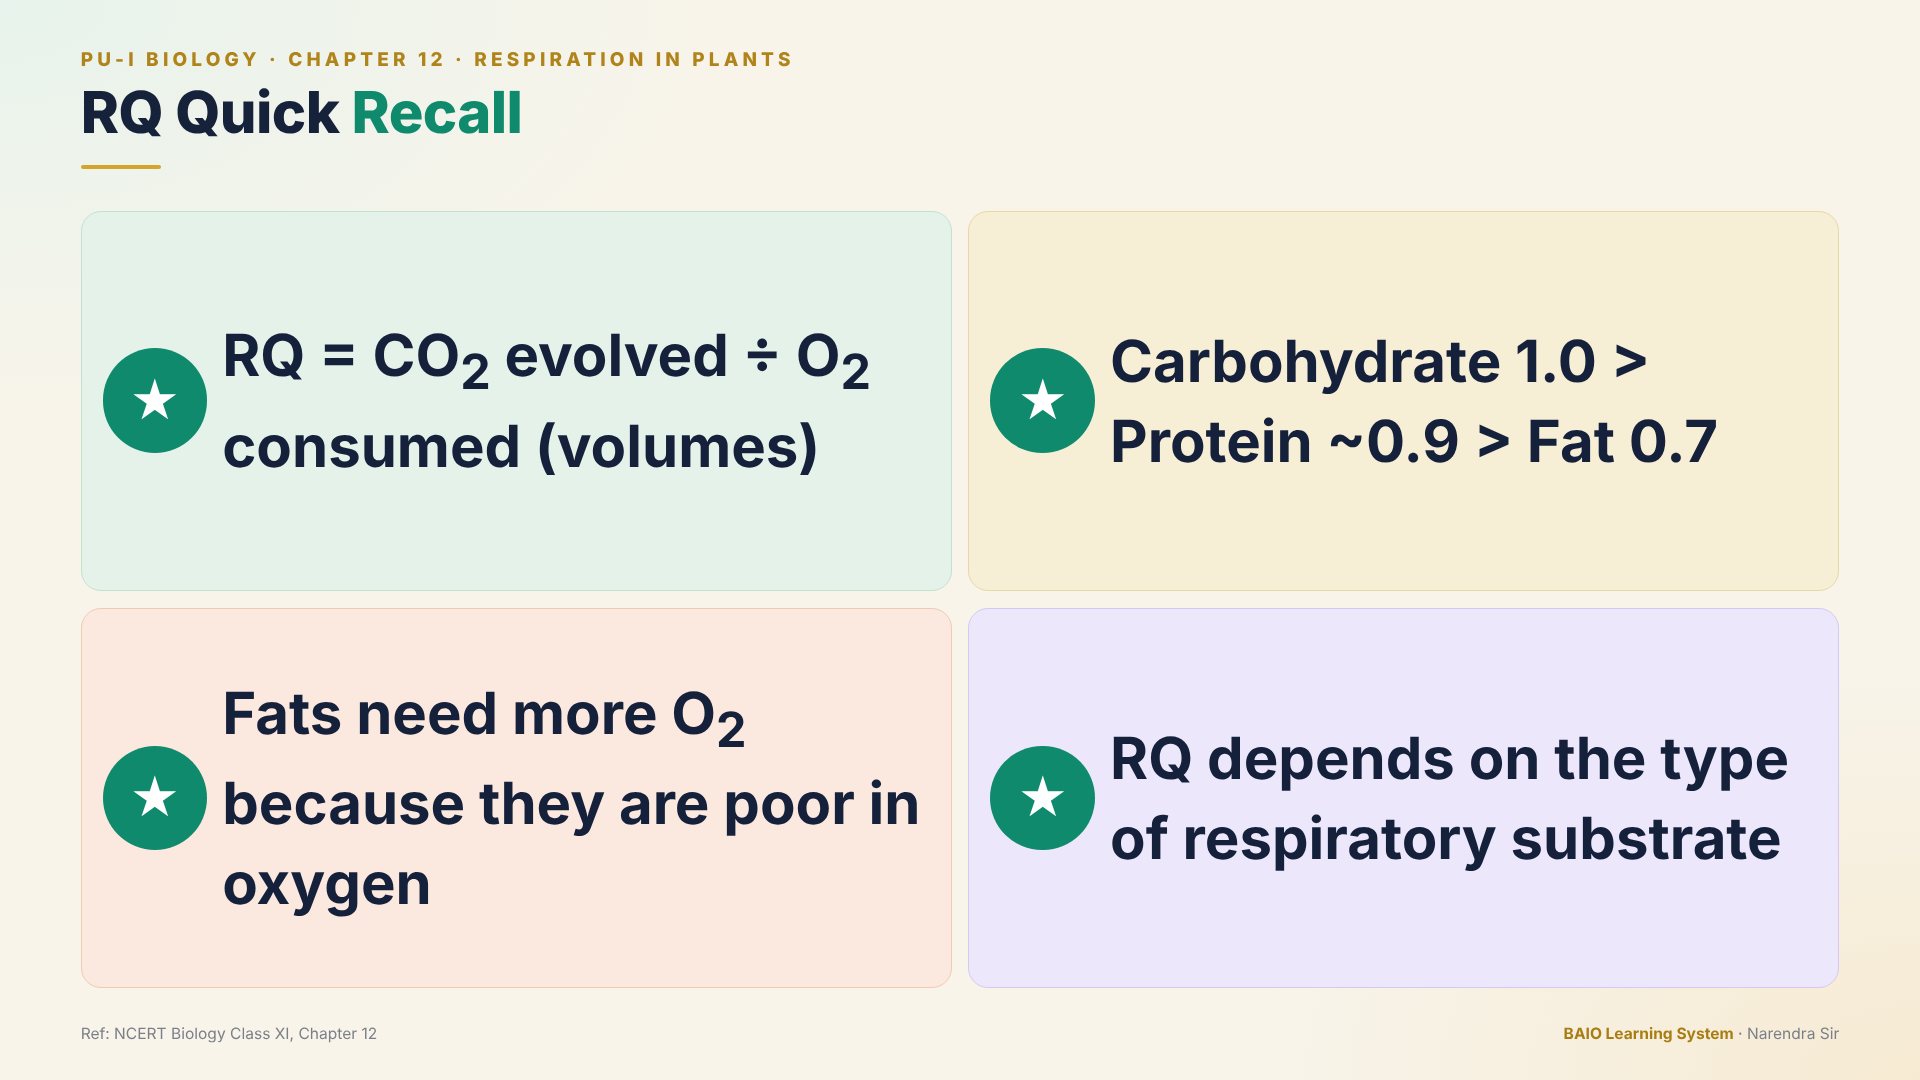 PU-I BIOLOGY · CHAPTER 12 · RESPIRATION IN PLANTS
RQ Quick Recall
RQ = CO₂ evolved ÷ O₂
consumed (volumes)
Carbohydrate 1.0 >
Protein ~0.9 > Fat 0.7
Fats need more O₂
because they are poor in
oxygen
RQ depends on the type
of respiratory substrate
Ref: NCERT Biology Class XI, Chapter 12
BAIO Learning System · Narendra Sir